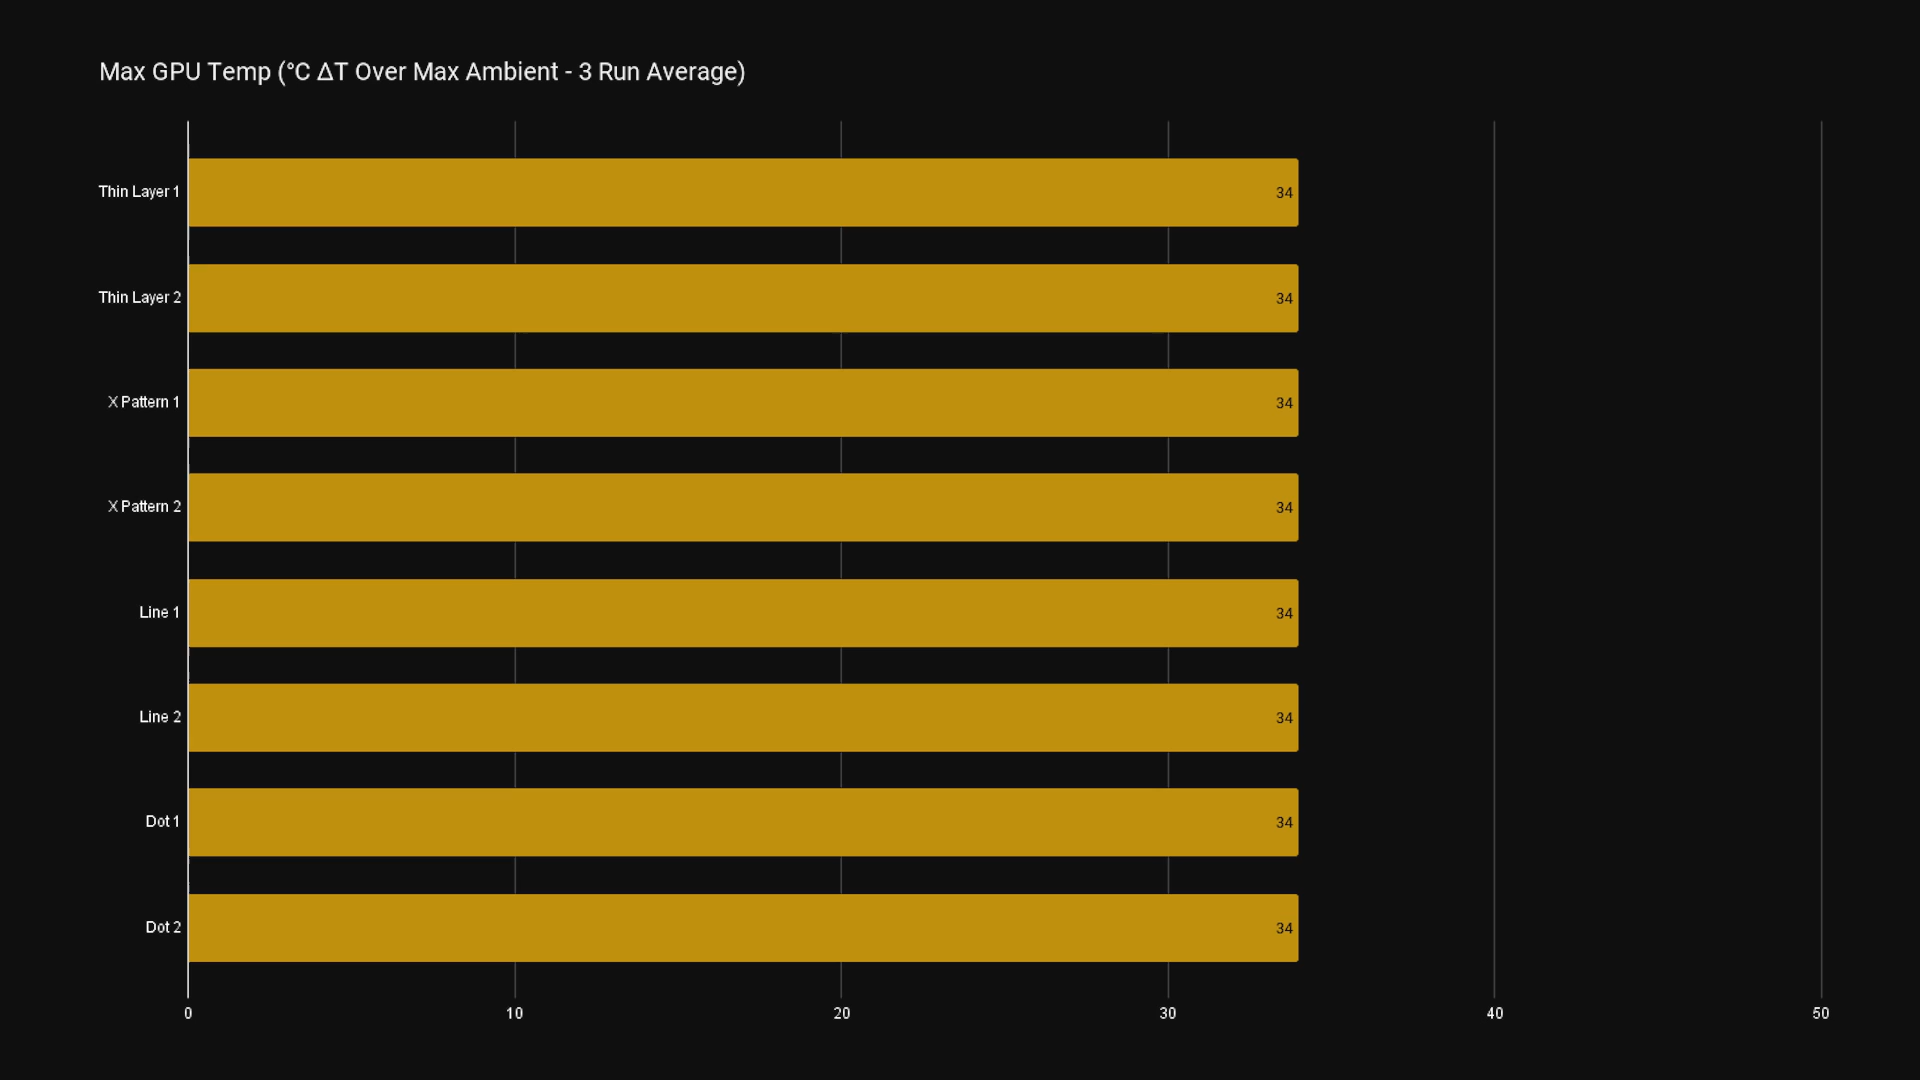 Max GPU Temp (°C ΔT Over Max Ambient - 3 Run Average)
Thin Layer 1
34
Thin Layer 2
34
X Pattern 1
34
X Pattern 2
34
Line 1
34
Line 2
34
Dot 1
34
Dot 2
34
0 10 20 30 40 50